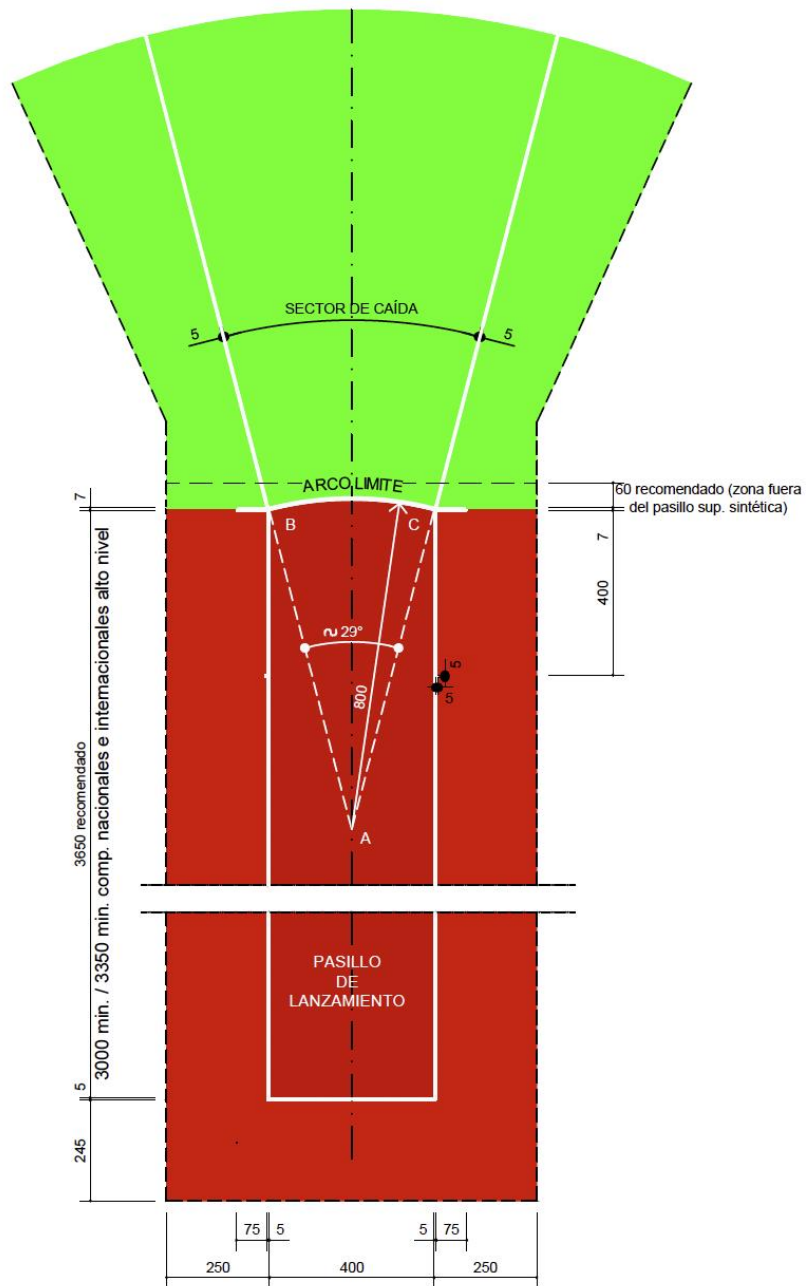 SECTOR DE CAÍDA
5
5
ARCO LIMITE
7
60 recomendado (zona fuera
del pasillo sup. sintética)
B
C
7
400
∾ 29°
5
5
800
A
3650 recomendado
3000 min. / 3350 min. comp. nacionales e internacionales alto nivel
PASILLO
DE
LANZAMIENTO
5
245
75
5
5
75
250
400
250